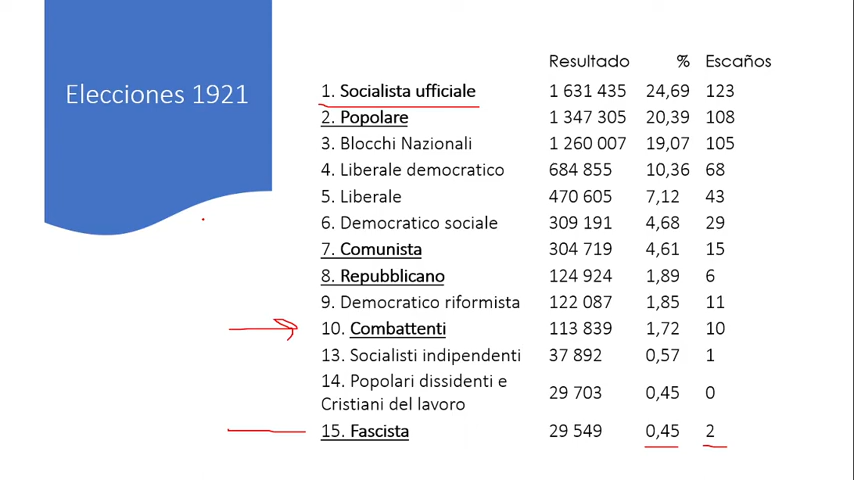 Elecciones 1921
Resultado % Escaños
1. Socialista ufficiale 1 631 435 24,69 123
2. Popolare 1 347 305 20,39 108
3. Blocchi Nazionali 1 260 007 19,07 105
4. Liberale democratico 684 855 10,36 68
5. Liberale 470 605 7,12 43
6. Democratico sociale 309 191 4,68 29
7. Comunista 304 719 4,61 15
8. Repubblicano 124 924 1,89 6
9. Democratico riformista 122 087 1,85 11
10. Combattenti 113 839 1,72 10
13. Socialisti indipendenti 37 892 0,57 1
14. Popolari dissidenti e
Cristiani del lavoro 29 703 0,45 0
15. Fascista 29 549 0,45 2